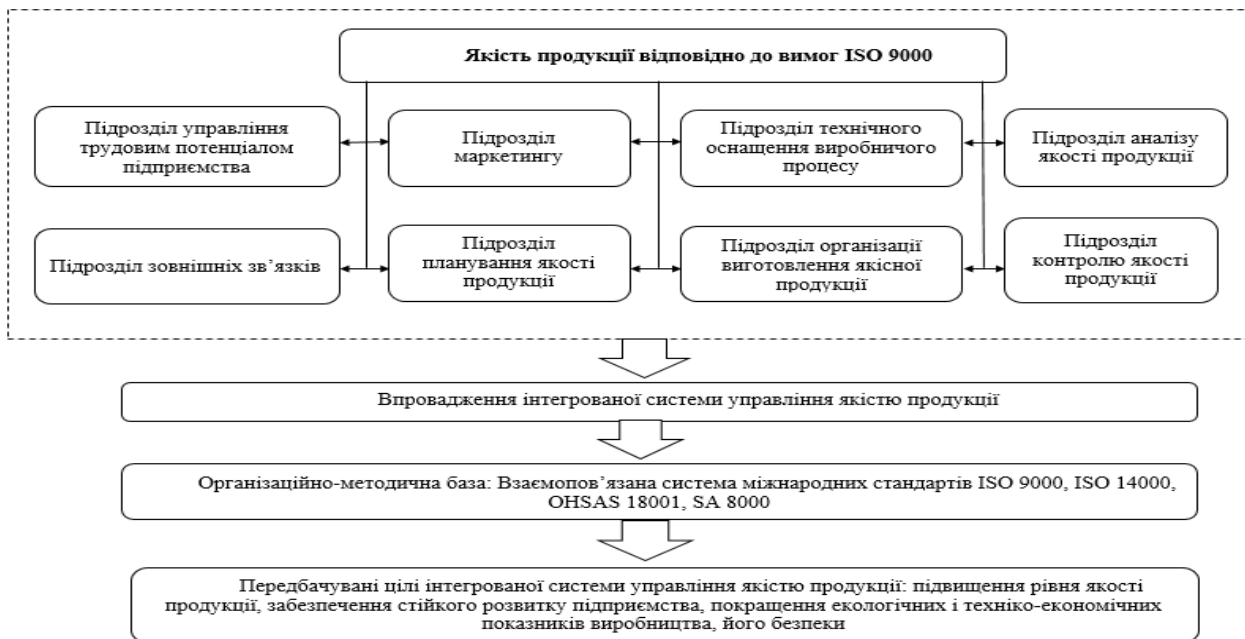 Якість продукції відповідно до вимог ISO 9000
Підрозділ управління
трудовим потенціалом
підприємства
Підрозділ
маркетингу
Підрозділ технічного
оснащення виробничого
процесу
Підрозділ аналізу
якості продукції
Підрозділ зовнішніх зв’язків
Підрозділ
планування якості
продукції
Підрозділ організації
виготовлення якісної
продукції
Підрозділ
контролю якості
продукції
Впровадження інтегрованої системи управління якістю продукції
Організаційно-методична база: Взаємопов’язана система міжнародних стандартів ISO 9000, ISO 14000,
OHSAS 18001, SA 8000
Передбачувані цілі інтегрованої системи управління якістю продукції: підвищення рівня якості
продукції, забезпечення стійкого розвитку підприємства, покращення екологічних і техніко-економічних
показників виробництва, його безпеки